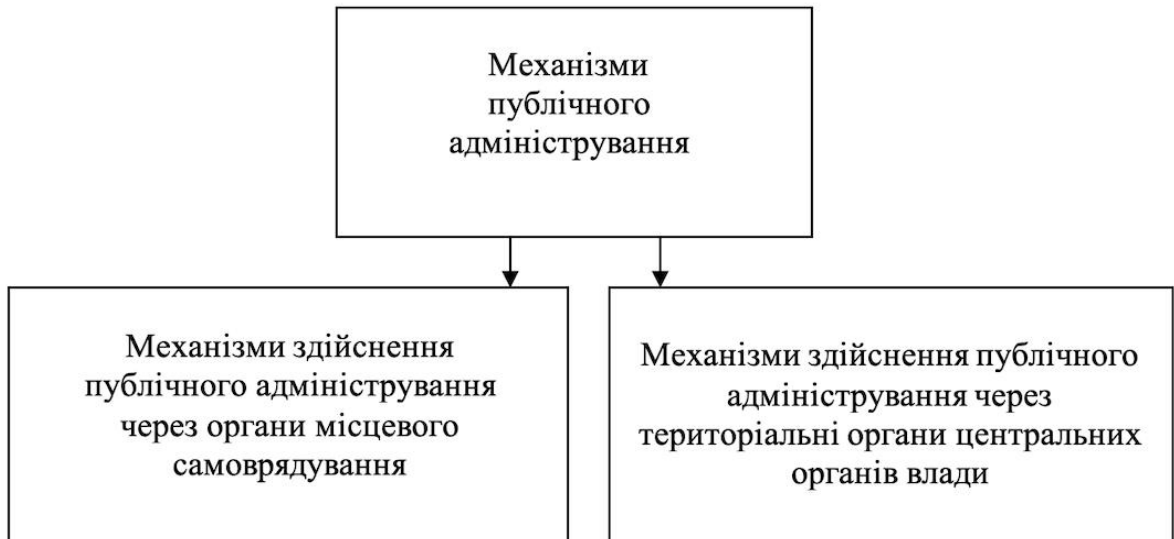 Механізми
публічного
адміністрування
Механізми здійснення
публічного адміністрування
через органи місцевого
самоврядування
Механізми здійснення публічного
адміністрування через
територіальні органи центральних
органів влади